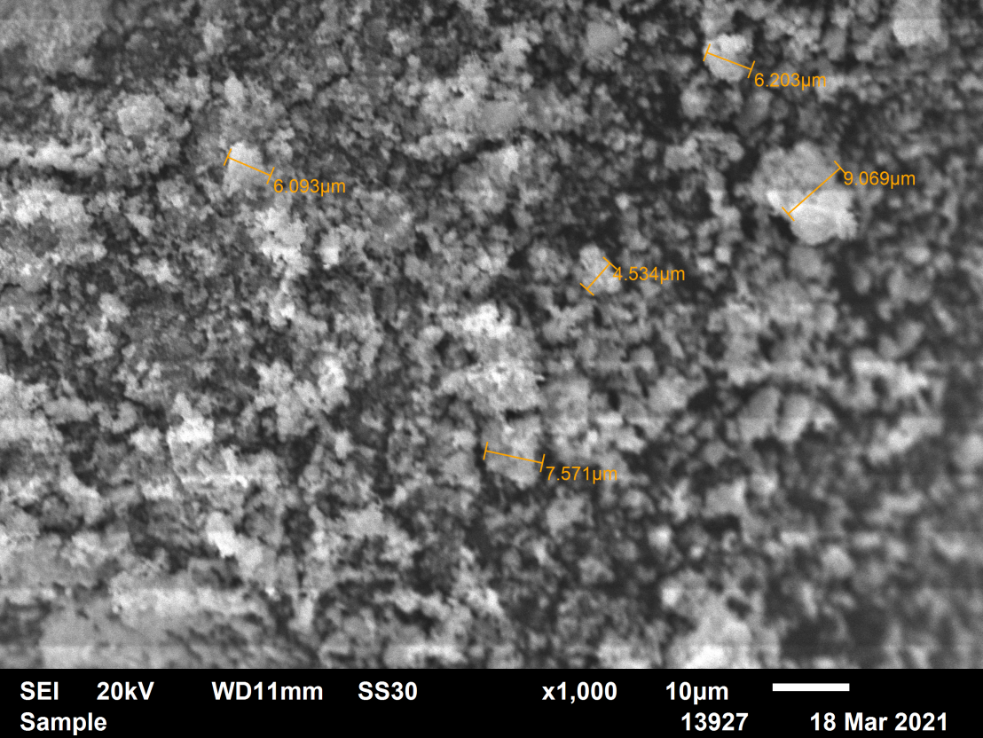 6.203µm
6.093µm
9.069µm
4.534µm
7.571µm
SEI 20kV WD11mm SS30 x1,000 10µm
Sample 13927 18 Mar 2021